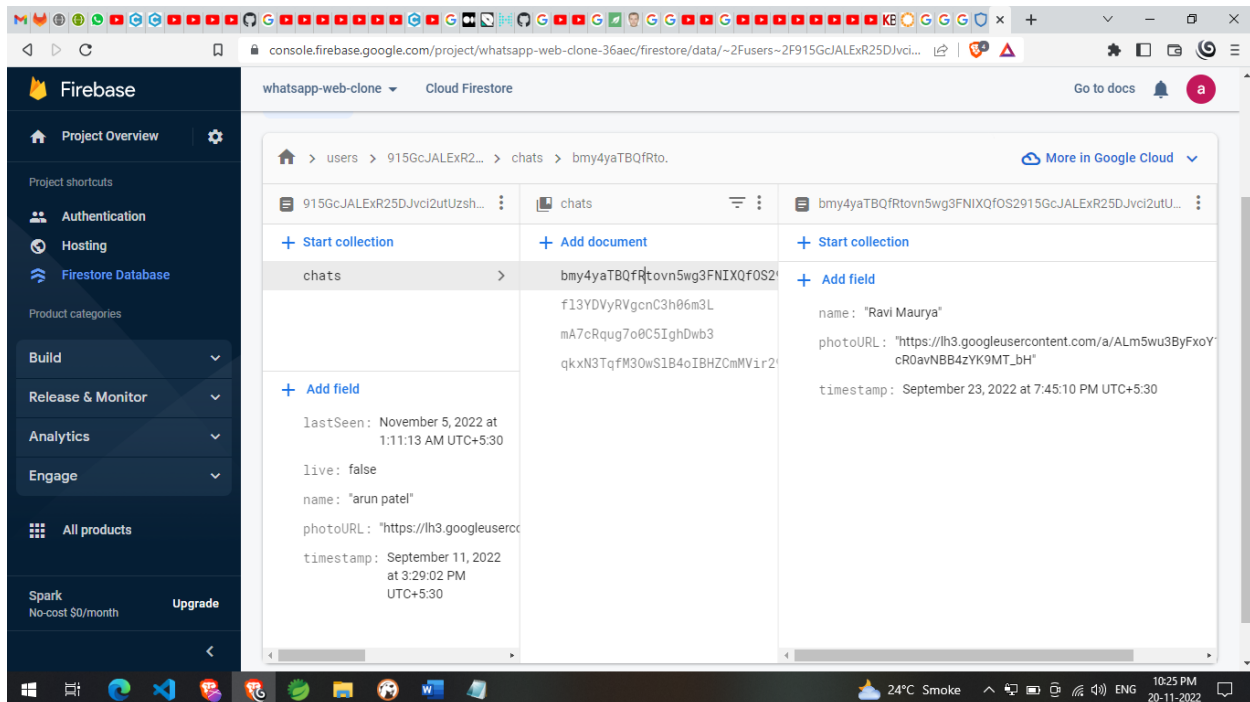 console.firebase.google.com/project/whatsapp-web-clone-36aec/firestore/data/~2Fusers~2F915GcJALExR25DJvci...
Firebase
whatsapp-web-clone
Cloud Firestore
Go to docs
a
Project Overview
Project shortcuts
Authentication
Hosting
Firestore Database
Product categories
Build
Release & Monitor
Analytics
Engage
All products
Spark
No-cost $0/month
Upgrade
users > 915GcJALExR2... > chats > bmy4yaTBQfRto.
More in Google Cloud
915GcJALExR25DJvci2utUzsh...
Start collection
chats
Add field
lastSeen: November 5, 2022 at
1:11:13 AM UTC+5:30
live: false
name: "arun patel"
photoURL: "https://lh3.googleuserco
timestamp: September 11, 2022
at 3:29:02 PM
UTC+5:30
chats
Add document
bmy4yaTBQfRtovn5wg3FNIXQfOS29
fl3YDVyRVgcnC3h06m3L
mA7cRqug7o0C5IghDwb3
qkxN3TqfM3OwSlB4oIBHZCmMVir29
bmy4yaTBQfRtovn5wg3FNIXQfOS2915GcJALExR25DJvci2utU...
Start collection
Add field
name: "Ravi Maurya"
photoURL: "https://lh3.googleusercontent.com/a/ALm5wu3ByFxoY
cR0avNBB4zYK9MT_bH"
timestamp: September 23, 2022 at 7:45:10 PM UTC+5:30
24°C Smoke
ENG
10:25 PM
20-11-2022